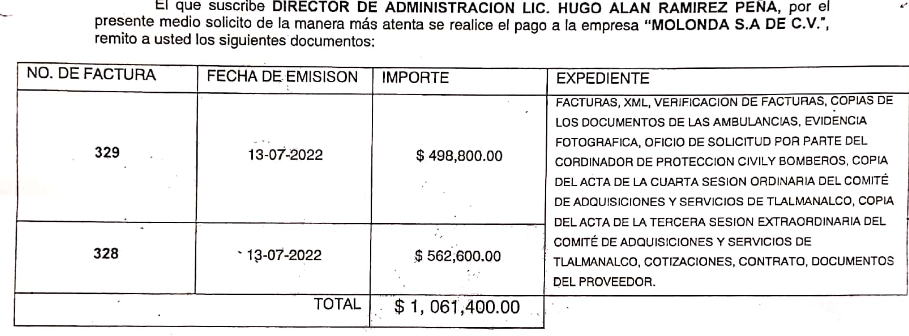 El que suscribe DIRECTOR DE ADMINISTRACION LIC. HUGO ALAN RAMIREZ PEÑA, por el
presente medio solicito de la manera más atenta se realice el pago a la empresa "MOLONDA S.A DE C.V.",
remito a usted los siguientes documentos:
NO. DE FACTURA FECHA DE EMISISON IMPORTE EXPEDIENTE
329 13-07-2022 $ 498,800.00
328 13-07-2022 $ 562,600.00
FACTURAS, XML, VERIFICACION DE FACTURAS, COPIAS DE
LOS DOCUMENTOS DE LAS AMBULANCIAS, EVIDENCIA
FOTOGRAFICA, OFICIO DE SOLICITUD POR PARTE DEL
CORDINADOR DE PROTECCION CIVILY BOMBEROS, COPIA
DEL ACTA DE LA CUARTA SESION ORDINARIA DEL COMITÉ
DE ADQUISICIONES Y SERVICIOS DE TLALMANALCO, COPIA
DEL ACTA DE LA TERCERA SESION EXTRAORDINARIA DEL
COMITÉ DE ADQUISICIONES Y SERVICIOS DE
TLALMANALCO, COTIZACIONES, CONTRATO, DOCUMENTOS
DEL PROVEEDOR.
TOTAL $ 1, 061,400.00